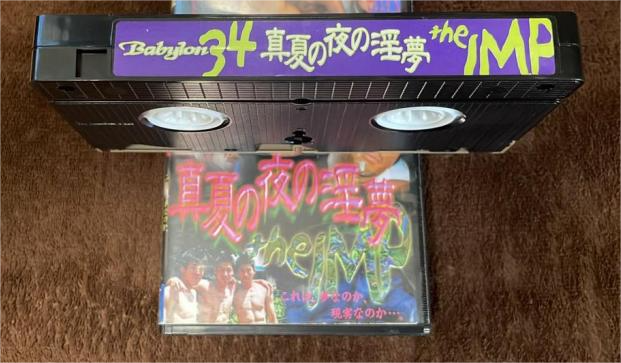 Babylon 34 真夏の夜の淫夢 the IMP
真夏の夜の淫夢
the IMP
これは、夢なのか、
現実なのか…。